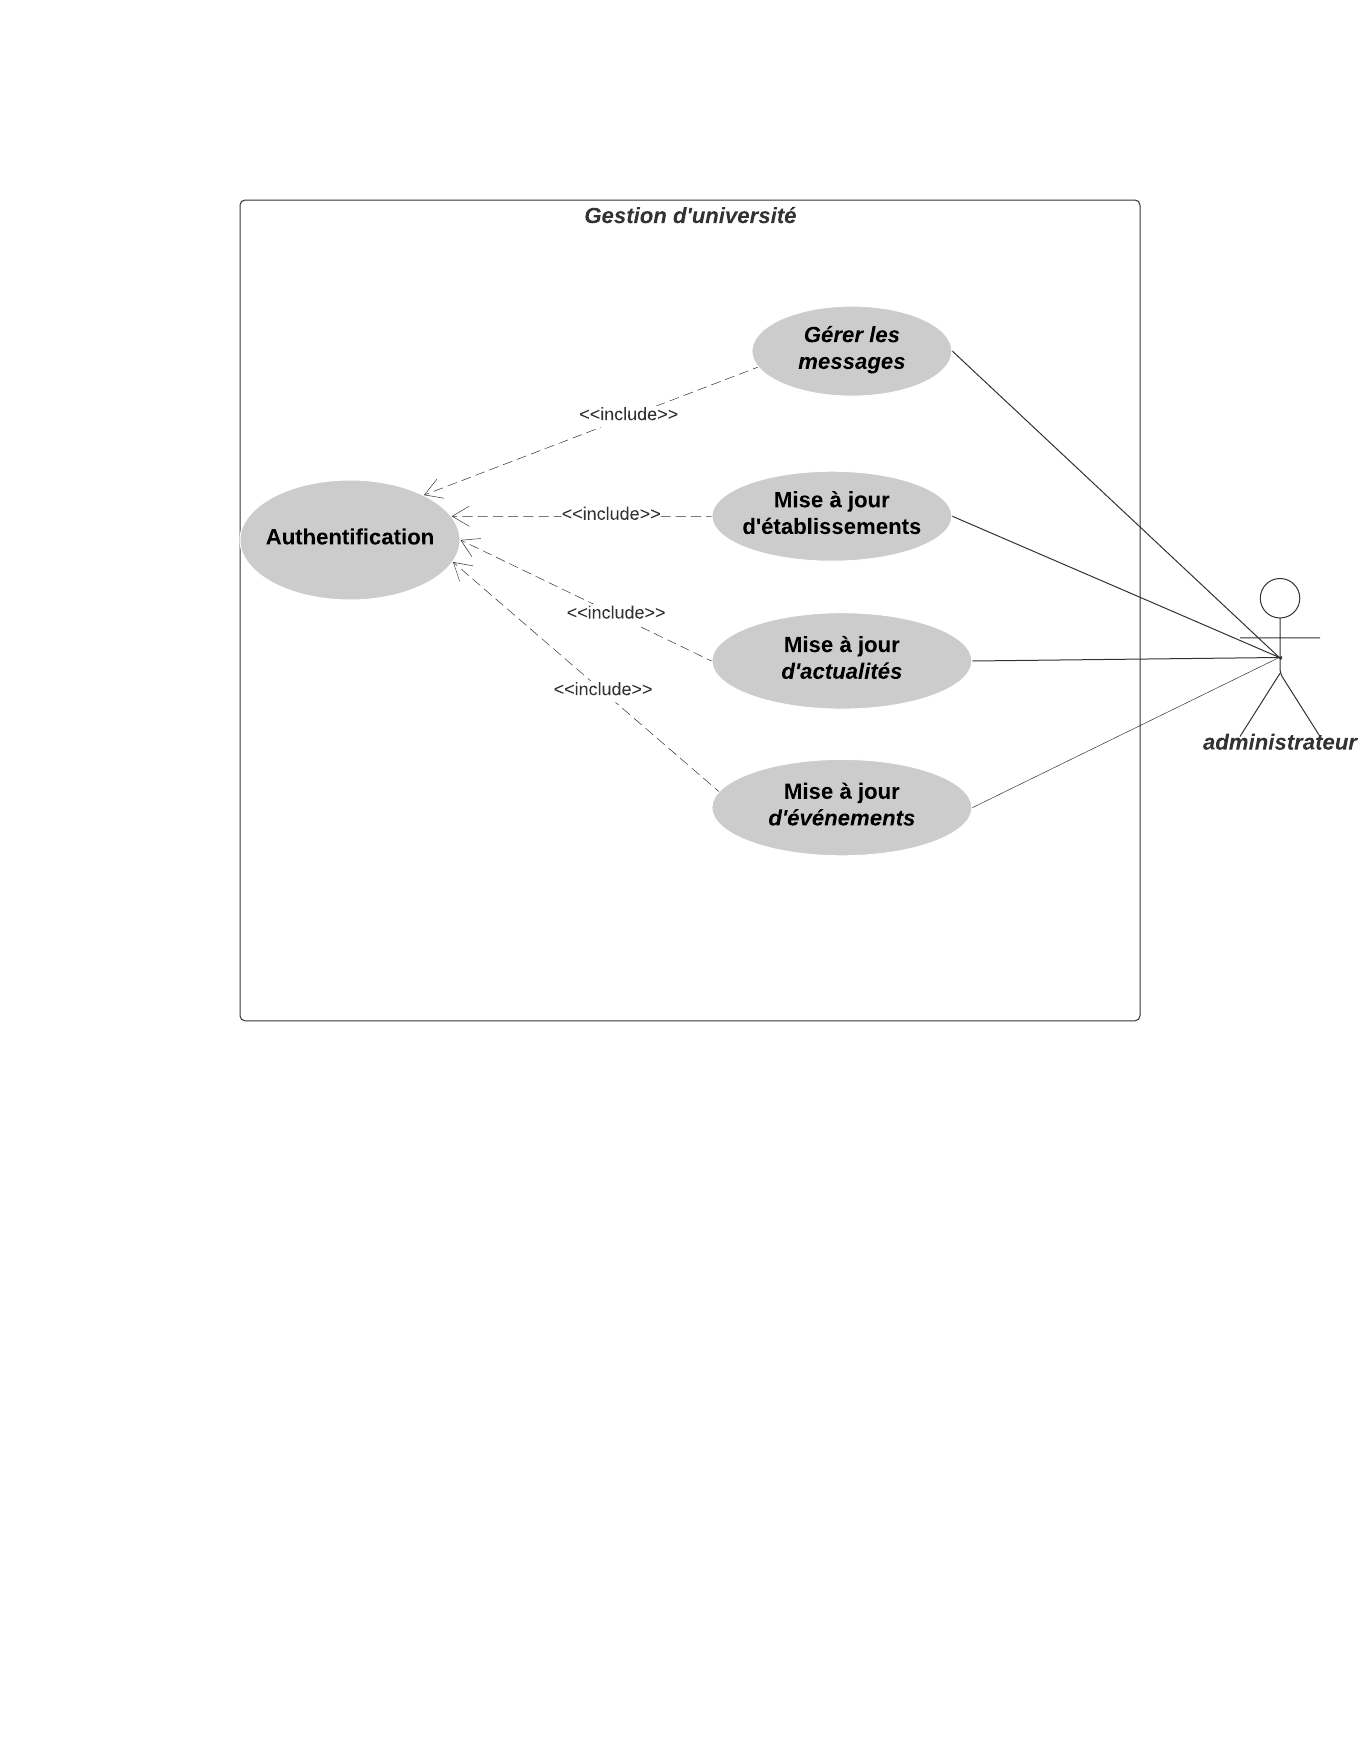 Gestion d'université
Gérer les
messages
<<include>>
Mise à jour
d'établissements
<<include>>
Authentification
<<include>>
Mise à jour
d'actualités
<<include>>
administrateur
Mise à jour
d'événements